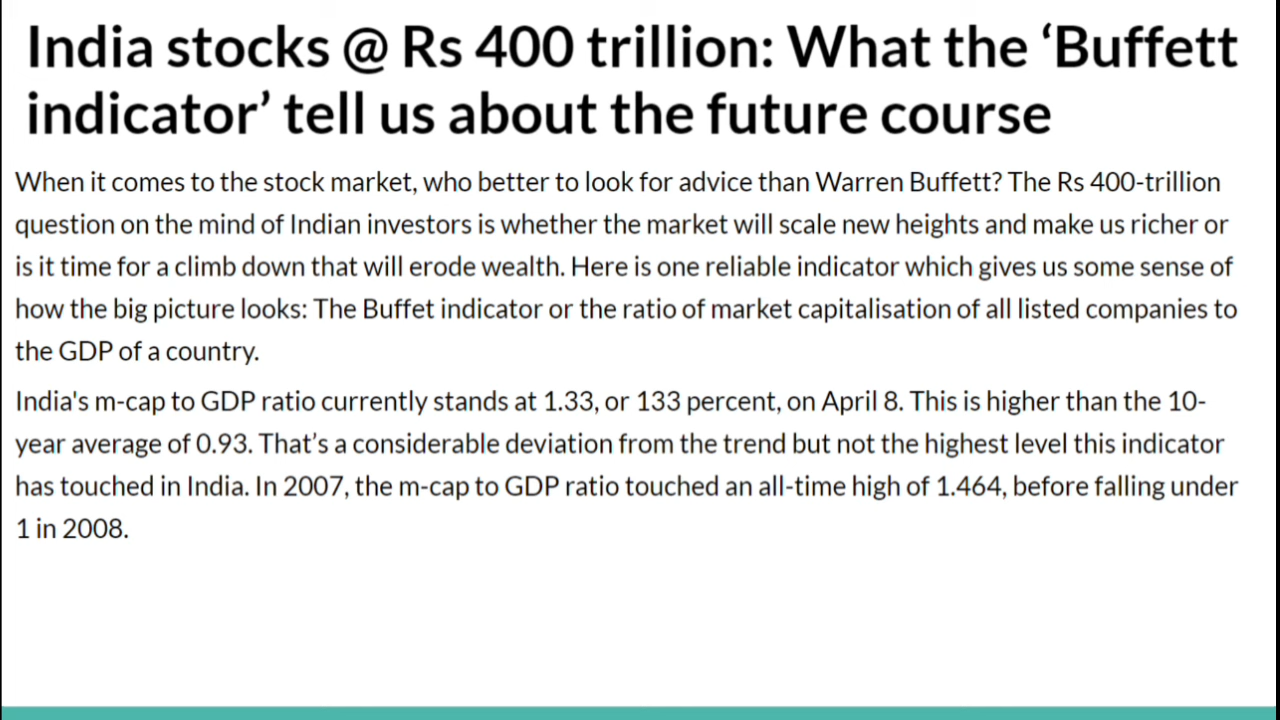 India stocks @ Rs 400 trillion: What the ‘Buffett
indicator’ tell us about the future course
When it comes to the stock market, who better to look for advice than Warren Buffett? The Rs 400-trillion
question on the mind of Indian investors is whether the market will scale new heights and make us richer or
is it time for a climb down that will erode wealth. Here is one reliable indicator which gives us some sense of
how the big picture looks: The Buffet indicator or the ratio of market capitalisation of all listed companies to
the GDP of a country.
India's m-cap to GDP ratio currently stands at 1.33, or 133 percent, on April 8. This is higher than the 10-
year average of 0.93. That’s a considerable deviation from the trend but not the highest level this indicator
has touched in India. In 2007, the m-cap to GDP ratio touched an all-time high of 1.464, before falling under
1 in 2008.